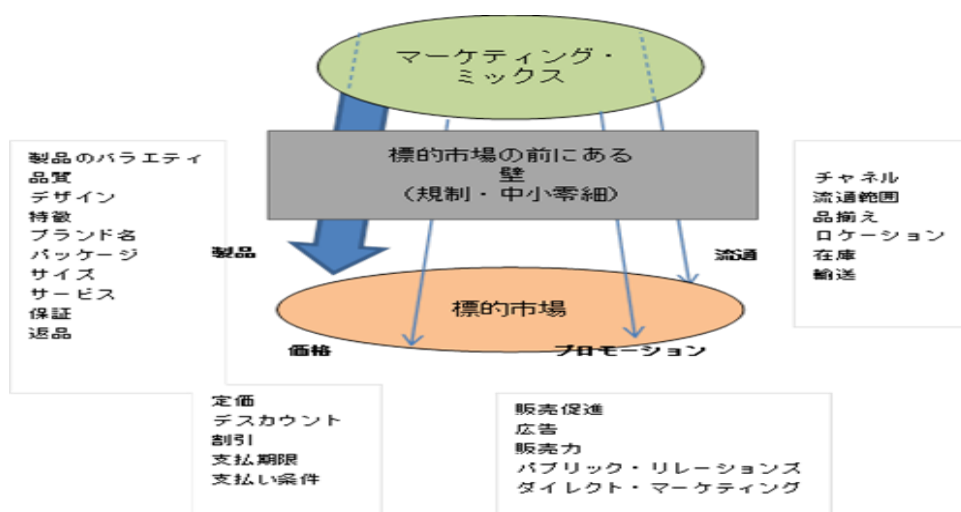 マーケティング・
ミックス
標的市場の前にある
壁
(規制・中小零細)
製品のバラエティ
品質
デザイン
特徴
ブランド名
パッケージ
サイズ
サービス
保証
返品
製品
流通
チャネル
流通範囲
品揃え
ロケーション
在庫
輸送
標的市場
価格
プロモーション
定価
デスカウント
割引
支払期限
支払い条件
販売促進
広告
販売力
パブリック・リレーションズ
ダイレクト・マーケティング